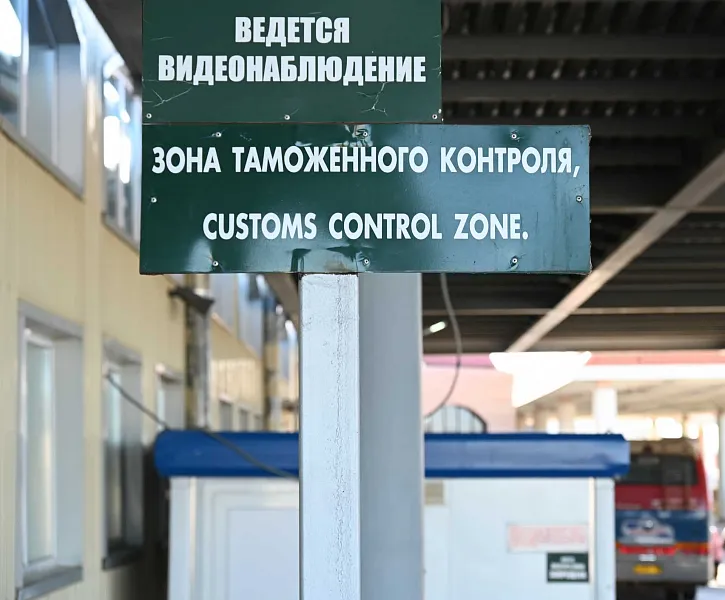 ВЕДЕТСЯ
ВИДЕОНАБЛЮДЕНИЕ
ЗОНА ТАМОЖЕННОГО КОНТРОЛЯ,
CUSTOMS CONTROL ZONE.